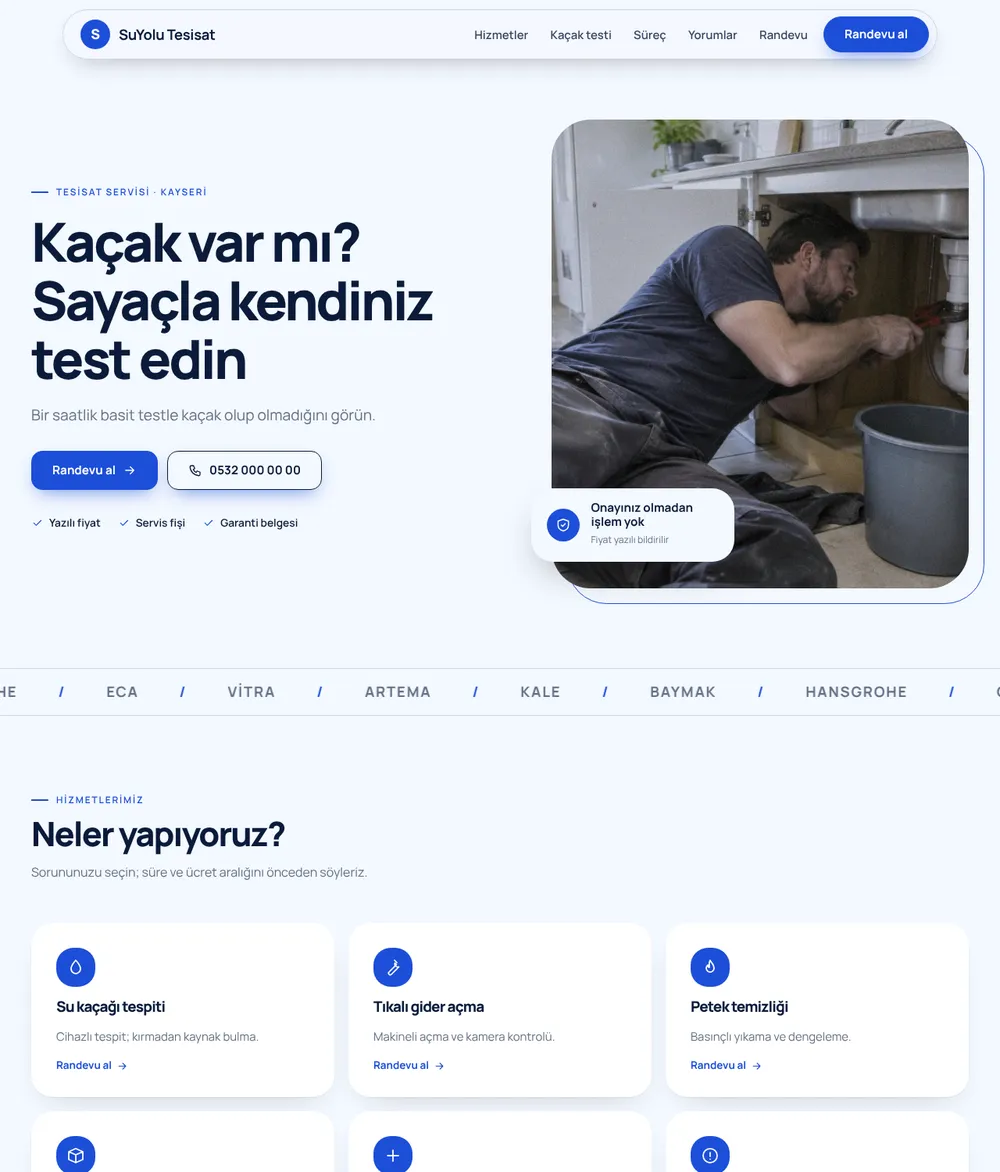 S SuYolu Tesisat Hizmetler Kaçak testi Süreç Yorumlar Randevu Randevu al
TESİSAT SERVİSİ · KAYSERİ
Kaçak var mı?
Sayaçla kendiniz
test edin
Bir saatlik basit testle kaçak olup olmadığını görün.
Randevu al → 0532 000 00 00
Yazılı fiyat Servis fişi Garanti belgesi
Onayınız olmadan
işlem yok
Fiyat yazılı bildirilir
HE / ECA / VİTRA / ARTEMA / KALE / BAYMAK / HANSGROHE /
HİZMETLERİMİZ
Neler yapıyoruz?
Sorununuzu seçin; süre ve ücret aralığını önceden söyleriz.
Su kaçağı tespiti
Cihazlı tespit; kırmadan kaynak bulma.
Randevu al →
Tıkalı gider açma
Makineli açma ve kamera kontrolü.
Randevu al →
Petek temizliği
Basınçlı yıkama ve dengeleme.
Randevu al →